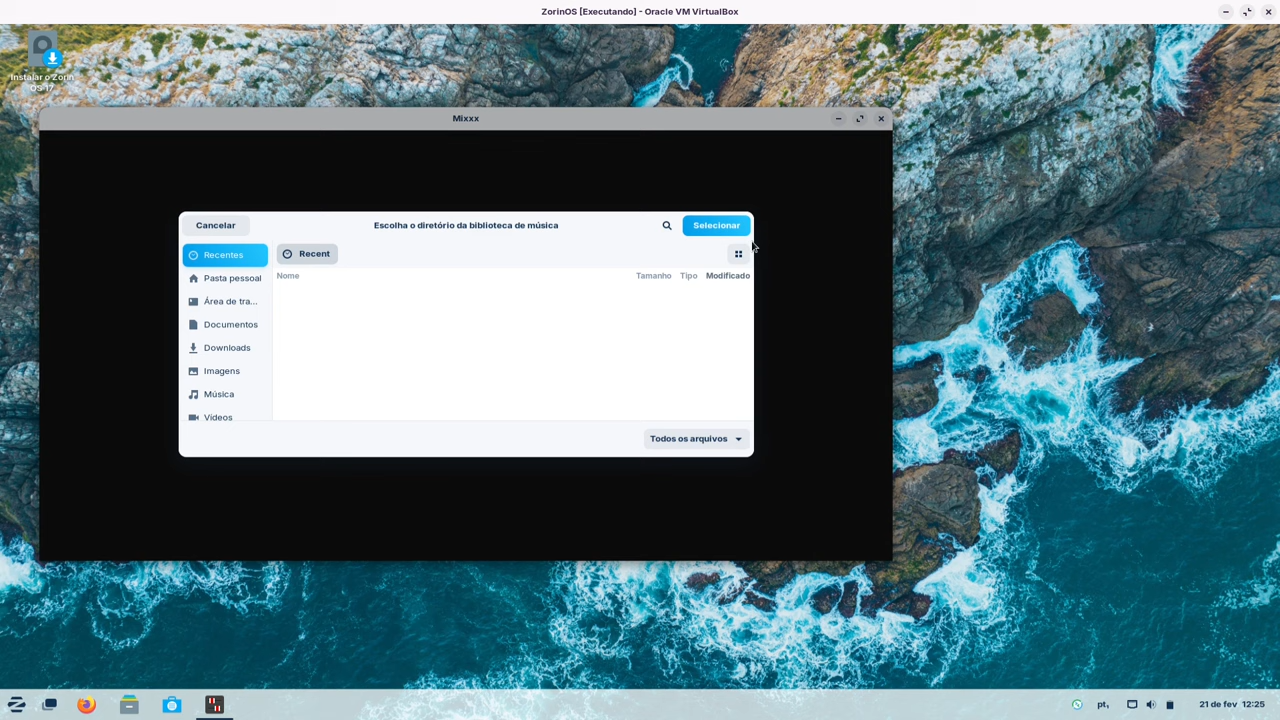 ZorinOS [Executando] - Oracle VM VirtualBox
Instalar o Zorin
OS 17
Mixxx
Cancelar
Escolha o diretório da biblioteca de música
Selecionar
Recentes
Recent
Nome
Tamanho
Tipo
Modificado
Pasta pessoal
Área de tra...
Documentos
Downloads
Imagens
Música
Vídeos
Todos os arquivos
pt₁
21 de fev 12:25